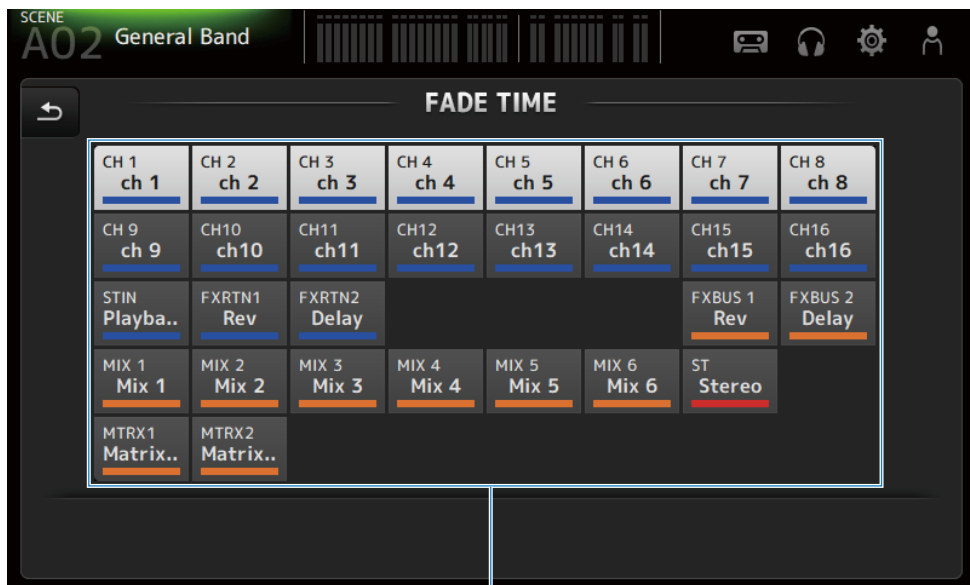 SCENE
A02 General Band
FADE TIME
CH 1 CH 2 CH 3 CH 4 CH 5 CH 6 CH 7 CH 8
ch 1 ch 2 ch 3 ch 4 ch 5 ch 6 ch 7 ch 8
CH 9 CH10 CH11 CH12 CH13 CH14 CH15 CH16
ch 9 ch10 ch11 ch12 ch13 ch14 ch15 ch16
STIN FXRTN1 FXRTN2 FXBUS 1 FXBUS 2
Playba.. Rev Delay Rev Delay
MIX 1 MIX 2 MIX 3 MIX 4 MIX 5 MIX 6 ST
Mix 1 Mix 2 Mix 3 Mix 4 Mix 5 Mix 6 Stereo
MTRX1 MTRX2
Matrix.. Matrix..